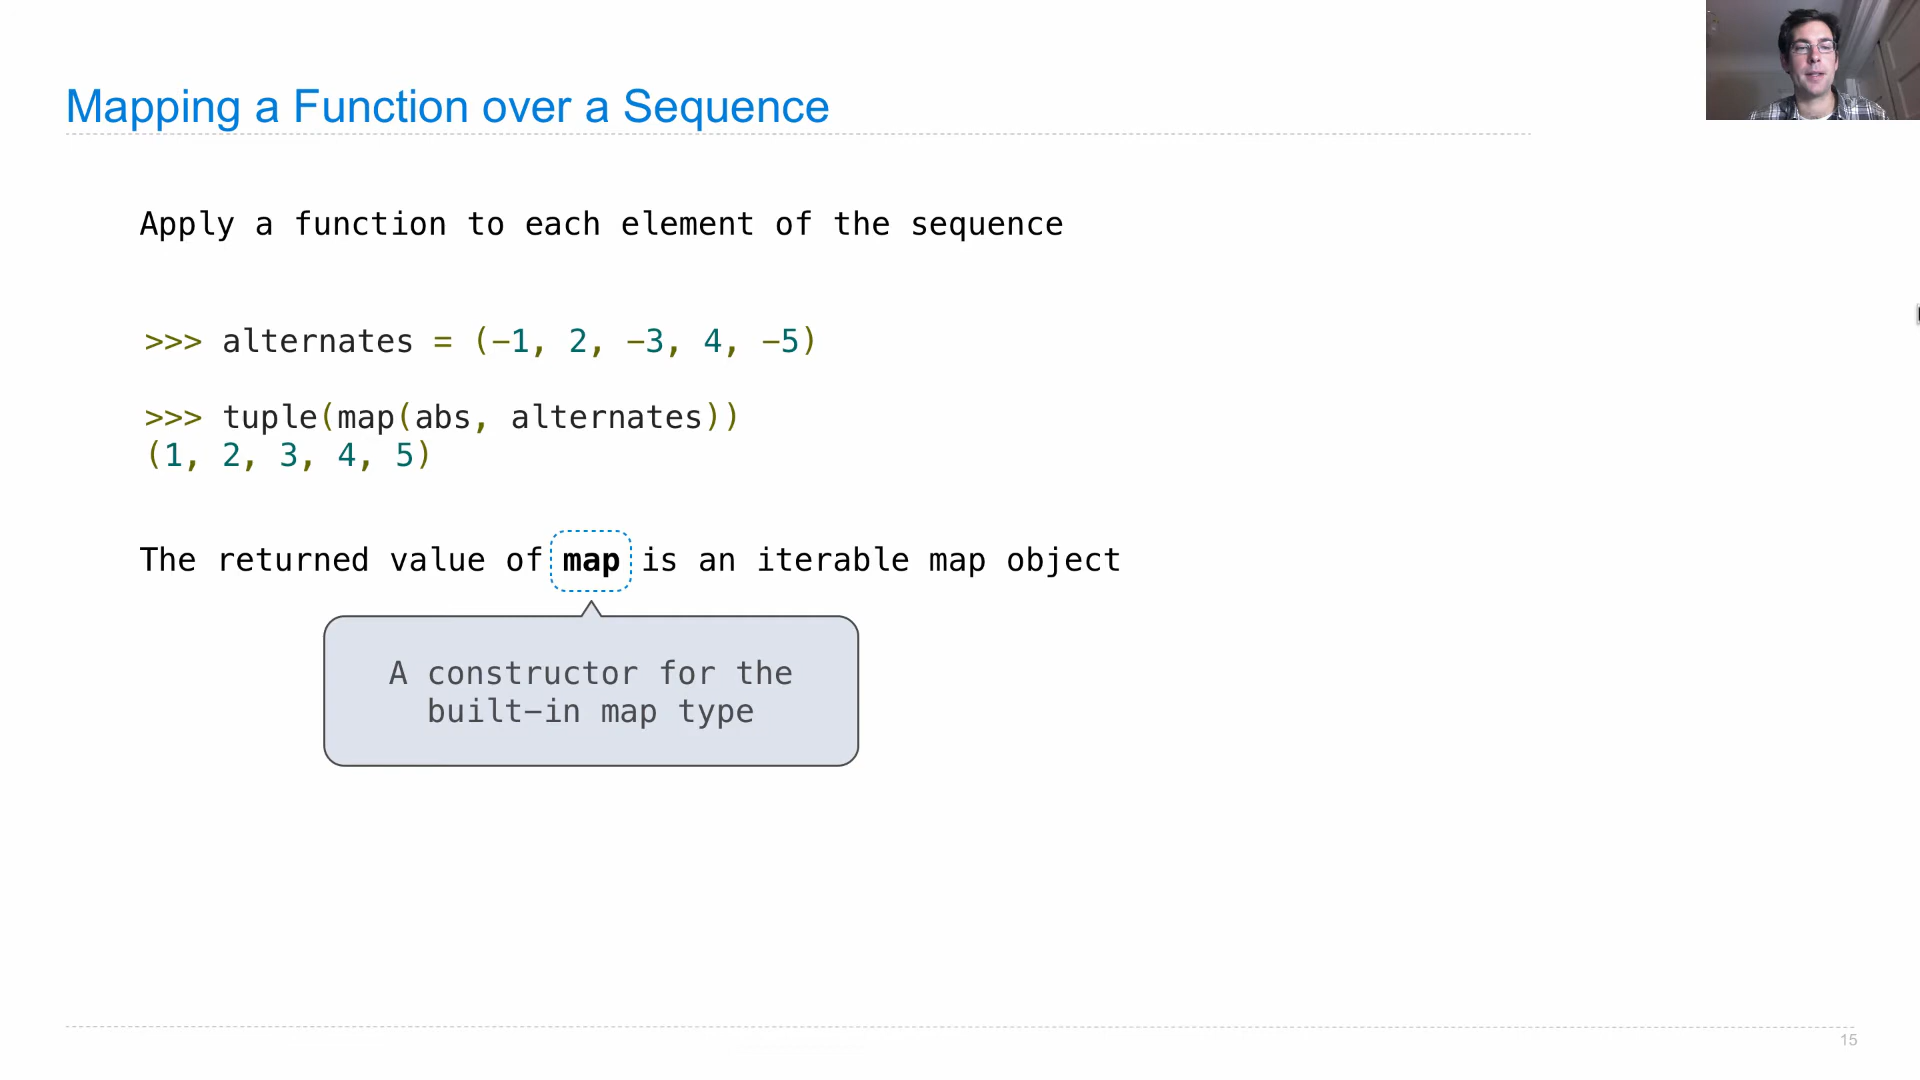 Mapping a Function over a Sequence
Apply a function to each element of the sequence
>>> alternates = (-1, 2, -3, 4, -5)
>>> tuple(map(abs, alternates))
(1, 2, 3, 4, 5)
The returned value of map is an iterable map object
A constructor for the
built-in map type
15